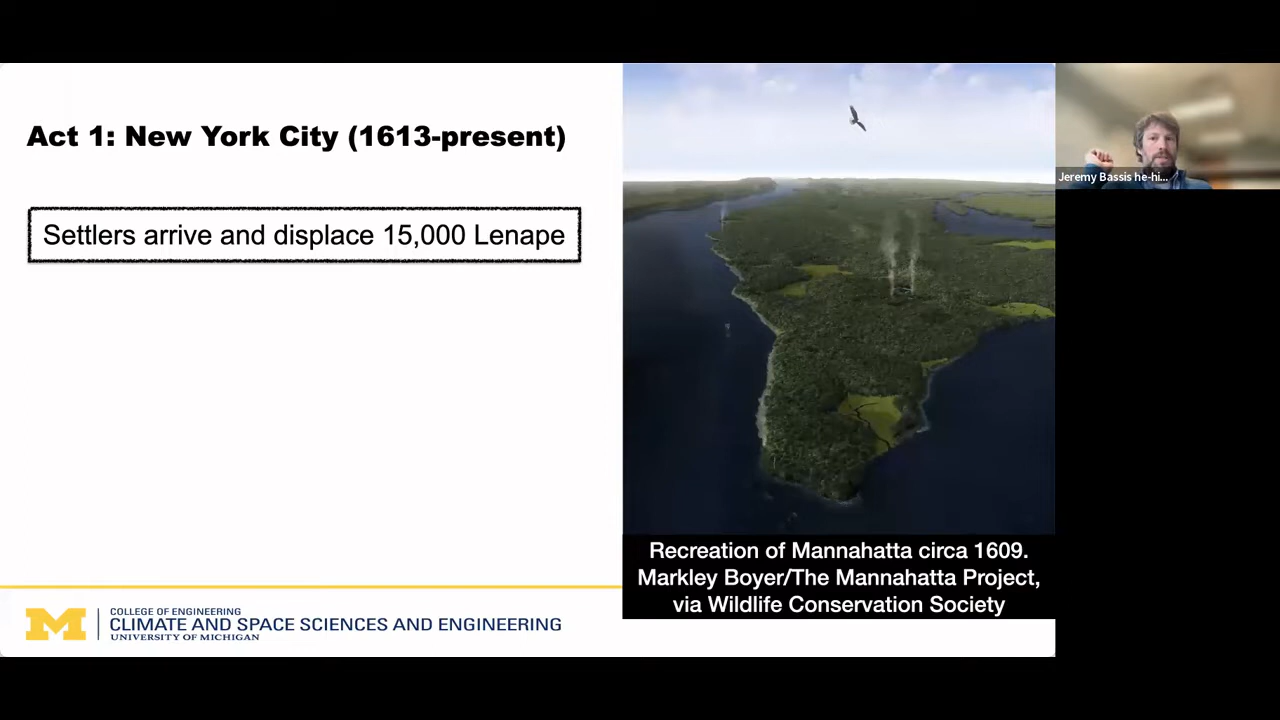 Act 1: New York City (1613-present)
Settlers arrive and displace 15,000 Lenape
Recreation of Mannahatta circa 1609.
Markley Boyer/The Mannahatta Project,
via Wildlife Conservation Society
M
COLLEGE OF ENGINEERING
CLIMATE AND SPACE SCIENCES AND ENGINEERING
UNIVERSITY OF MICHIGAN
Jeremy Bassis he-hi...